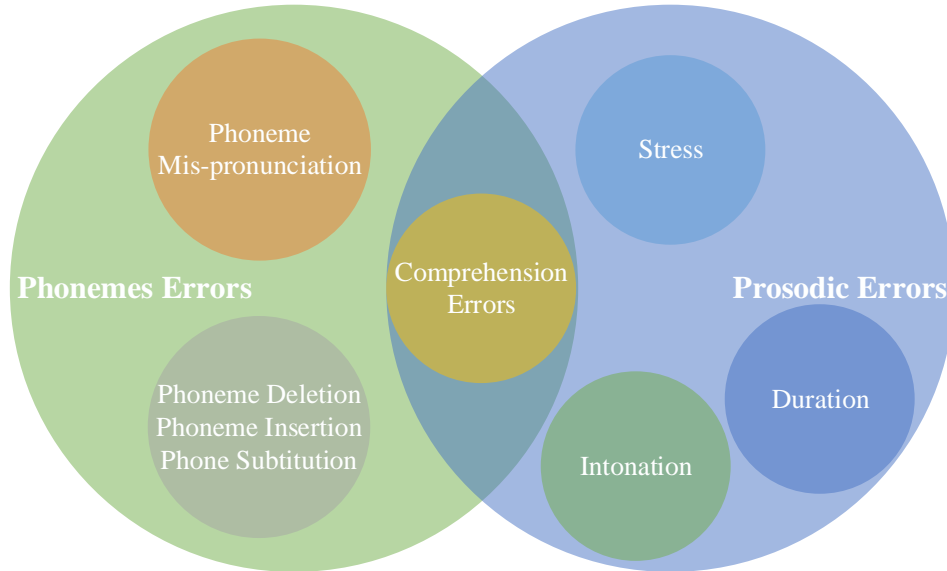 Phoneme
Mis-pronunciation
Stress
Phonemes Errors
Comprehension
Errors
Prosodic Errors
Phoneme Deletion
Phoneme Insertion
Phone Subtitution
Duration
Intonation